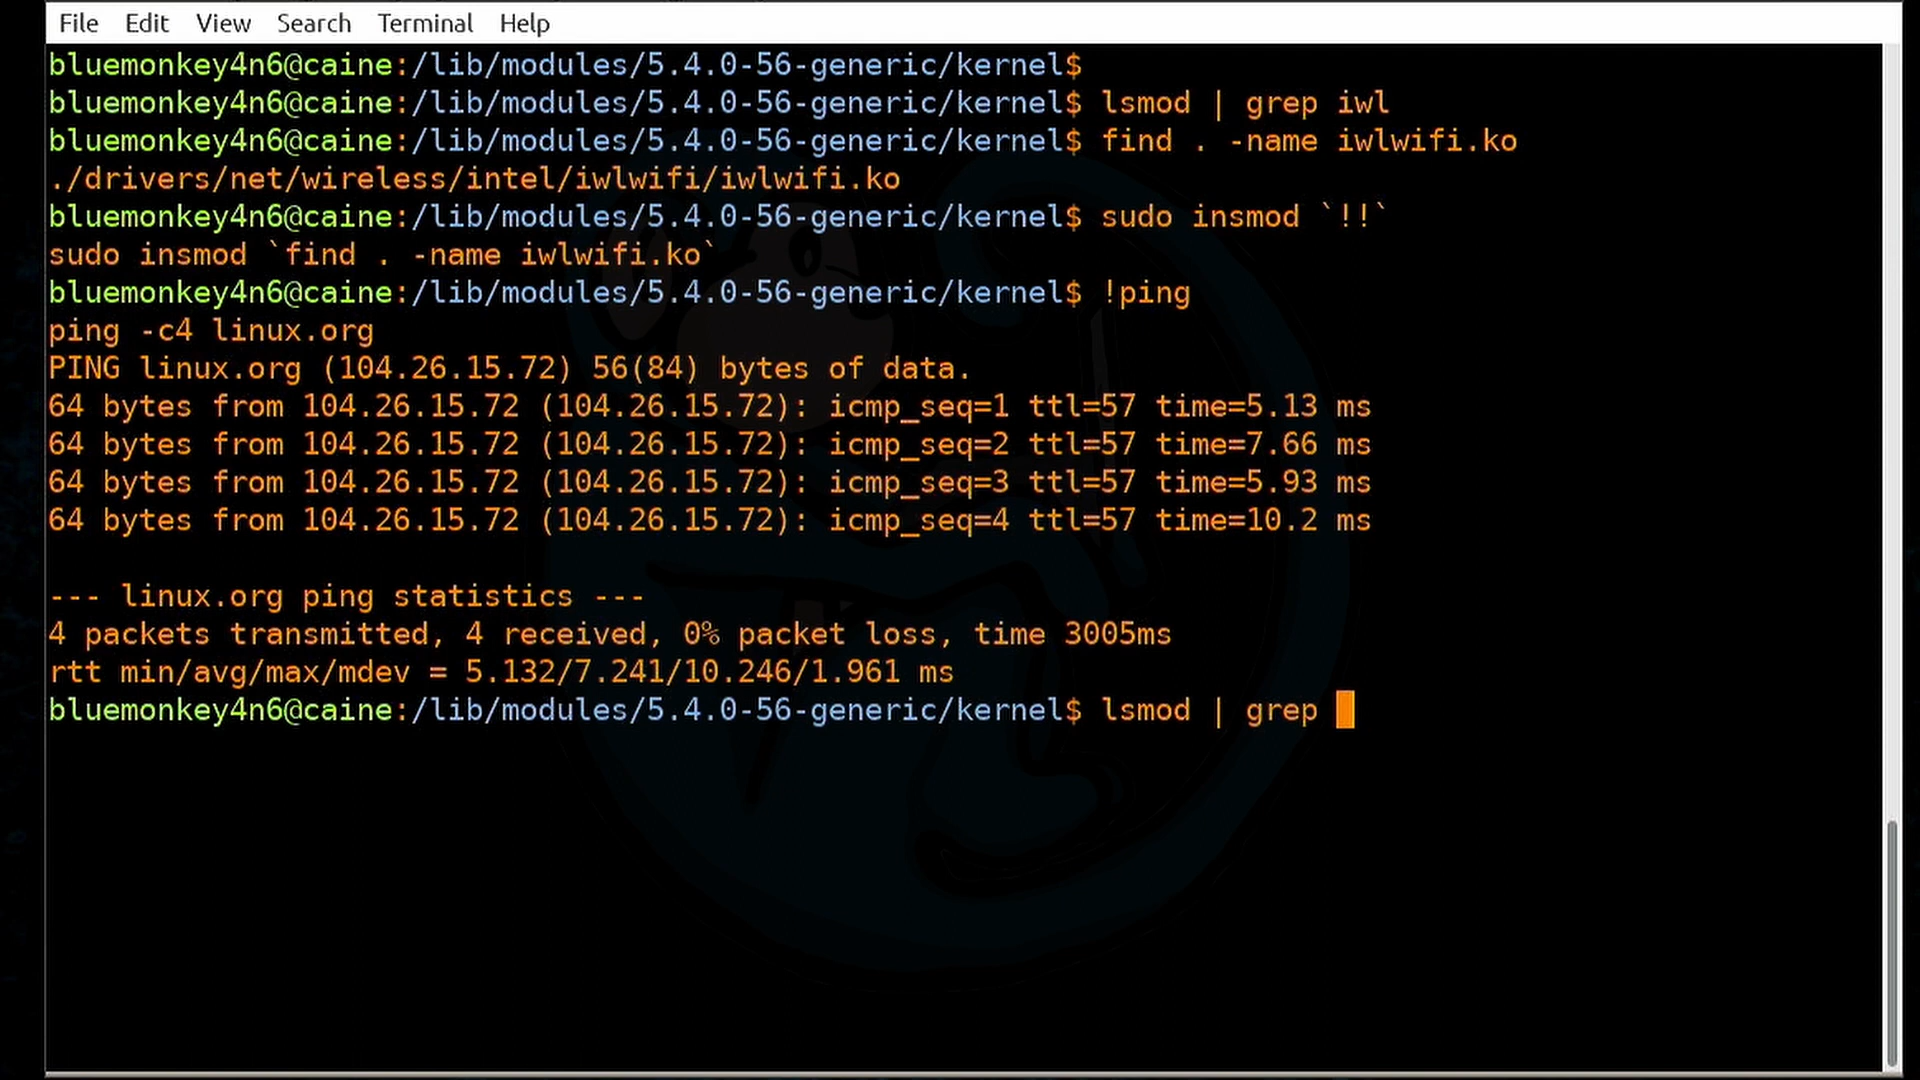 File Edit View Search Terminal Help
bluemonkey4n6@caine:/lib/modules/5.4.0-56-generic/kernel$
bluemonkey4n6@caine:/lib/modules/5.4.0-56-generic/kernel$ lsmod | grep iwl
bluemonkey4n6@caine:/lib/modules/5.4.0-56-generic/kernel$ find . -name iwlwifi.ko
./drivers/net/wireless/intel/iwlwifi/iwlwifi.ko
bluemonkey4n6@caine:/lib/modules/5.4.0-56-generic/kernel$ sudo insmod `!!`
sudo insmod `find . -name iwlwifi.ko`
bluemonkey4n6@caine:/lib/modules/5.4.0-56-generic/kernel$ !ping
ping -c4 linux.org
PING linux.org (104.26.15.72) 56(84) bytes of data.
64 bytes from 104.26.15.72 (104.26.15.72): icmp_seq=1 ttl=57 time=5.13 ms
64 bytes from 104.26.15.72 (104.26.15.72): icmp_seq=2 ttl=57 time=7.66 ms
64 bytes from 104.26.15.72 (104.26.15.72): icmp_seq=3 ttl=57 time=5.93 ms
64 bytes from 104.26.15.72 (104.26.15.72): icmp_seq=4 ttl=57 time=10.2 ms
--- linux.org ping statistics ---
4 packets transmitted, 4 received, 0% packet loss, time 3005ms
rtt min/avg/max/mdev = 5.132/7.241/10.246/1.961 ms
bluemonkey4n6@caine:/lib/modules/5.4.0-56-generic/kernel$ lsmod | grep